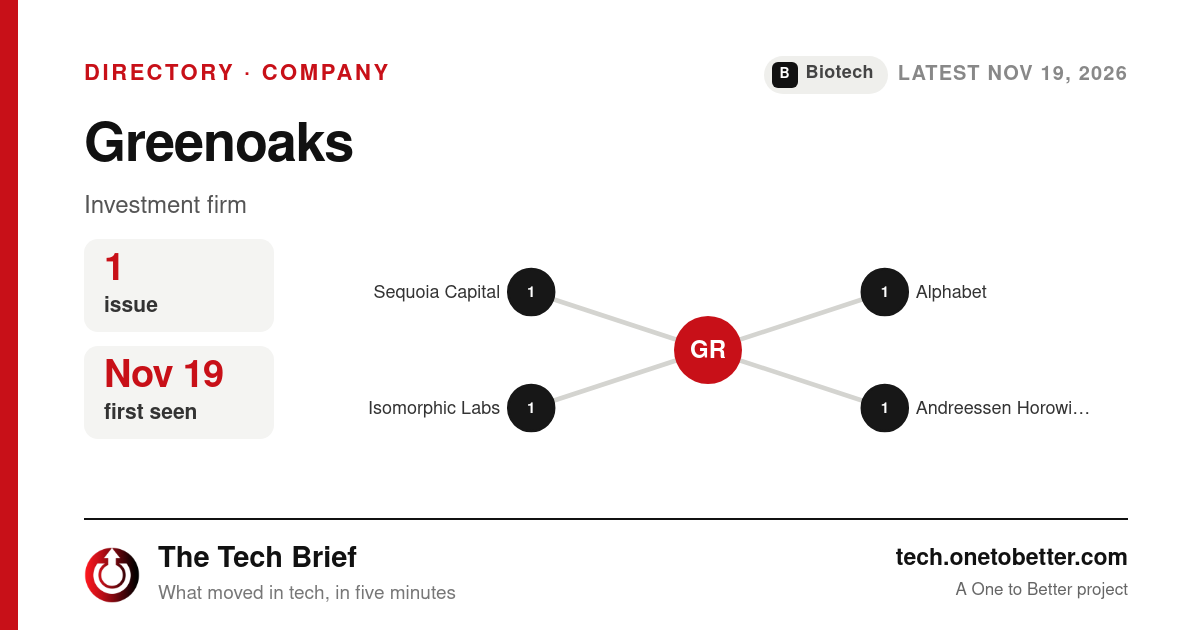 DIRECTORY · COMPANY
B Biotech LATEST NOV 19, 2026
Greenoaks
Investment firm
1
issue
Nov 19
first seen
Sequoia Capital 1
1 Alphabet
GR
Isomorphic Labs 1
1 Andreessen Horowi…
The Tech Brief
What moved in tech, in five minutes
tech.onetobetter.com
A One to Better project